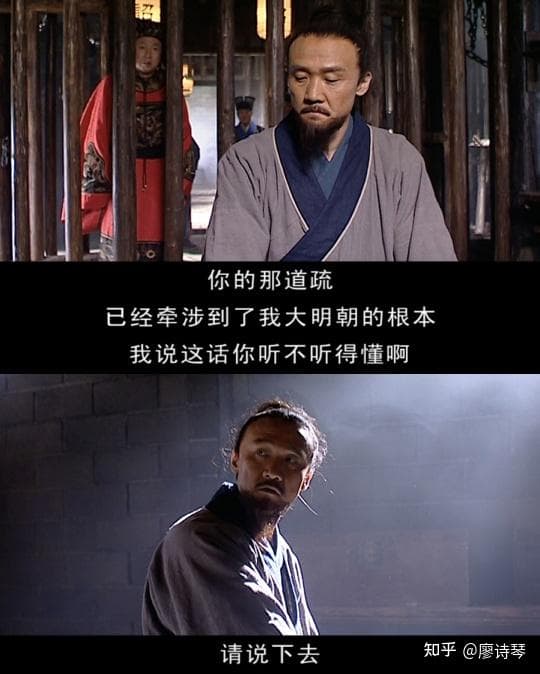 你的那道疏
已经牵涉到了我大明朝的根本
我说这话你听不听得懂啊
请说下去
知乎 @廖诗琴